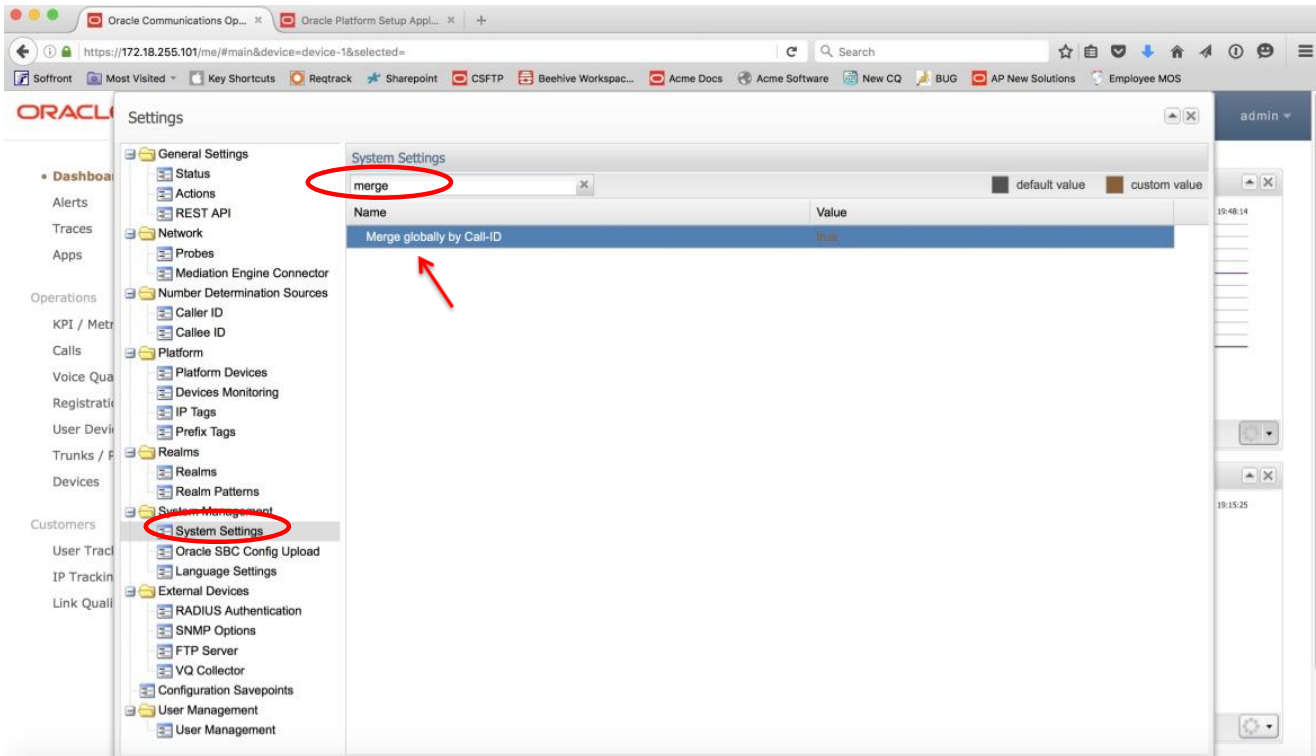 Oracle Communications Op...
Oracle Platform Setup Appl...
https://172.18.255.101/me/#main&device=device-1&selected=
Search
Soffront
Most Visited
Key Shortcuts
Reqtrack
Sharepoint
CSFTP
Beehive Workspac...
Acme Docs
Acme Software
New CQ
BUG
AP New Solutions
Employee MOS
ORACL
Settings
admin
General Settings
System Settings
• Dashboa
Status
merge
default value
custom value
Actions
Alerts
REST API
Name
Value
19:48:14
Traces
Network
Merge globally by Call-ID
true
Apps
Probes
Mediation Engine Connector
Operations
Number Determination Sources
Caller ID
KPI / Metr
Callee ID
Calls
Platform
Voice Qua
Platform Devices
Devices Monitoring
Registrati
IP Tags
User Devi
Prefix Tags
Trunks / P
Realms
Realms
Devices
Realm Patterns
System Management
19:15:25
Customers
System Settings
User Tracl
Oracle SBC Config Upload
Language Settings
IP Trackin
External Devices
Link Quali
RADIUS Authentication
SNMP Options
FTP Server
VQ Collector
Configuration Savepoints
User Management
User Management